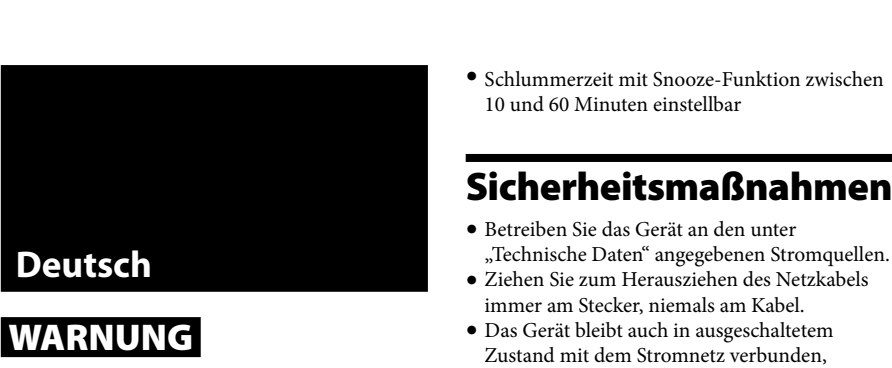 Deutsch
WARNUNG
• Schlummerzeit mit Snooze-Funktion zwischen
10 und 60 Minuten einstellbar
Sicherheitsmaßnahmen
• Betreiben Sie das Gerät an den unter
„Technische Daten“ angegebenen Stromquellen.
• Ziehen Sie zum Herausziehen des Netzkabels
immer am Stecker, niemals am Kabel.
• Das Gerät bleibt auch in ausgeschaltetem
Zustand mit dem Stromnetz verbunden,